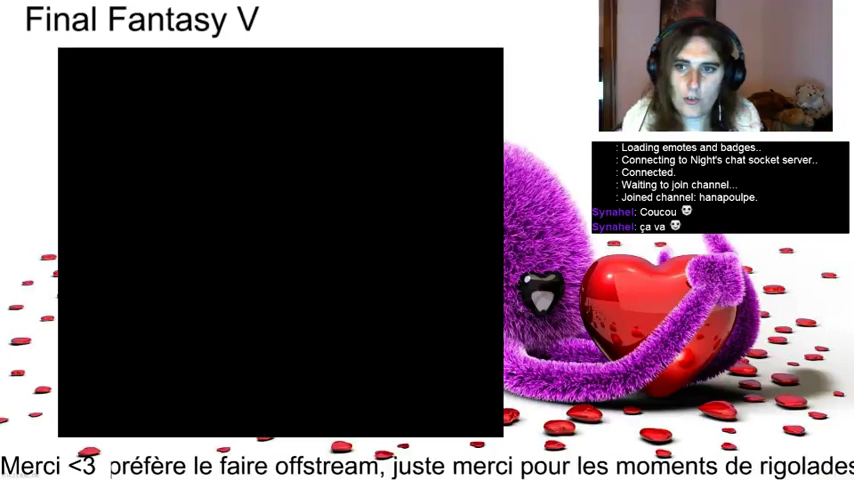 Final Fantasy V
: Loading emotes and badges..
: Connecting to Night's chat socket server..
: Connected.
: Waiting to join channel...
: Joined channel: hanapoulpe.
Synahel: Coucou
Synahel: ça va
Merci <3 préfère le faire offstream, juste merci pour les moments de rigolades